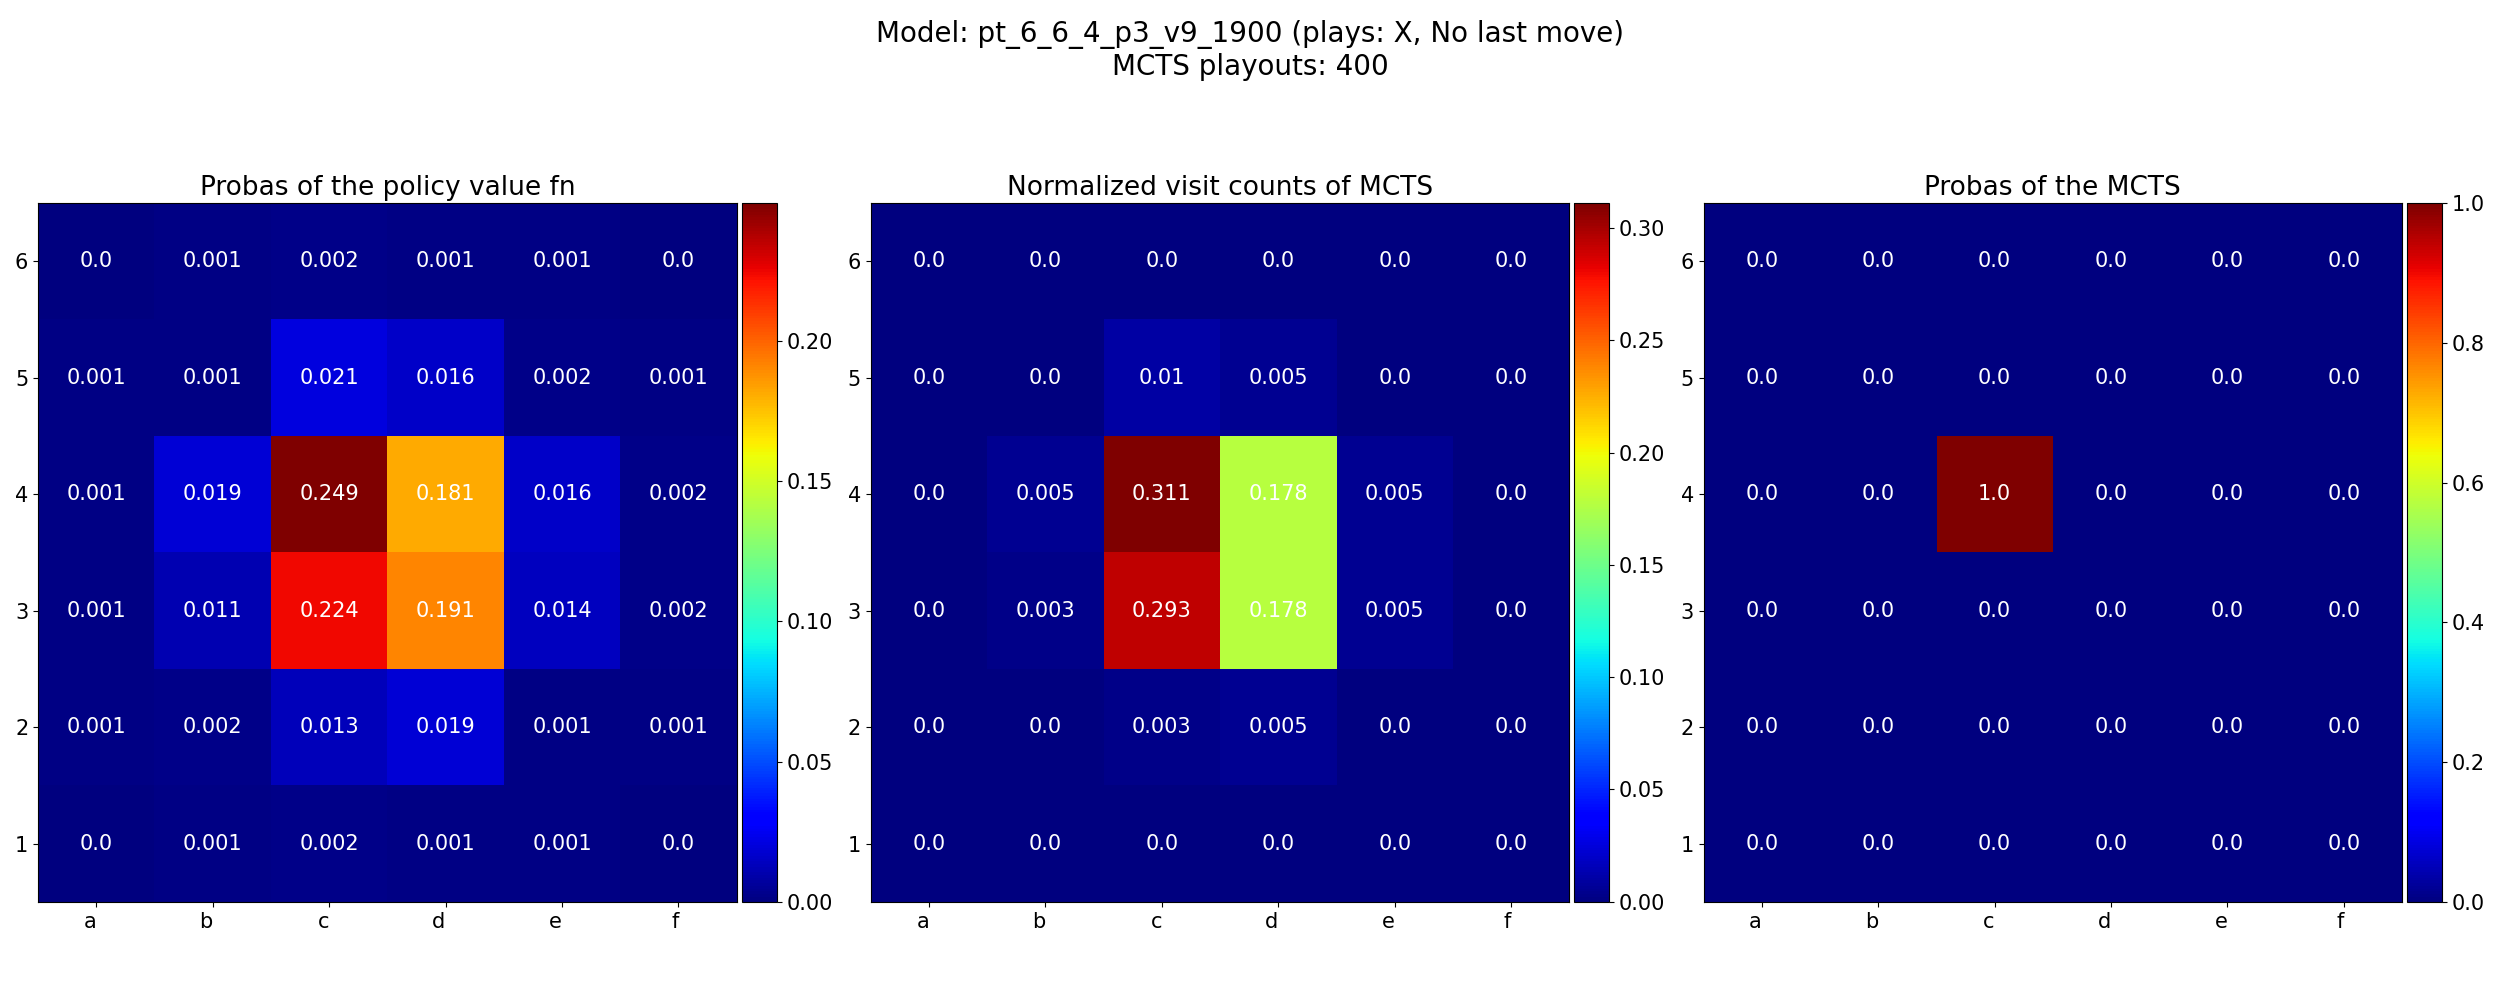 Model: pt_6_6_4_p3_v9_1900 (plays: X, No last move)
MCTS playouts: 400
Probas of the policy value fn
6 0.0 0.001 0.002 0.001 0.001 0.0
5 0.001 0.001 0.021 0.016 0.002 0.001
4 0.001 0.019 0.249 0.181 0.016 0.002
3 0.001 0.011 0.224 0.191 0.014 0.002
2 0.001 0.002 0.013 0.019 0.001 0.001
1 0.0 0.001 0.002 0.001 0.001 0.0
a b c d e f
0.20
0.15
0.10
0.05
0.00
Normalized visit counts of MCTS
6 0.0 0.0 0.0 0.0 0.0 0.0
5 0.0 0.0 0.01 0.005 0.0 0.0
4 0.0 0.005 0.311 0.178 0.005 0.0
3 0.0 0.003 0.293 0.178 0.005 0.0
2 0.0 0.0 0.003 0.005 0.0 0.0
1 0.0 0.0 0.0 0.0 0.0 0.0
a b c d e f
0.30
0.25
0.20
0.15
0.10
0.05
0.00
Probas of the MCTS
6 0.0 0.0 0.0 0.0 0.0 0.0
5 0.0 0.0 0.0 0.0 0.0 0.0
4 0.0 0.0 1.0 0.0 0.0 0.0
3 0.0 0.0 0.0 0.0 0.0 0.0
2 0.0 0.0 0.0 0.0 0.0 0.0
1 0.0 0.0 0.0 0.0 0.0 0.0
a b c d e f
1.0
0.8
0.6
0.4
0.2
0.0